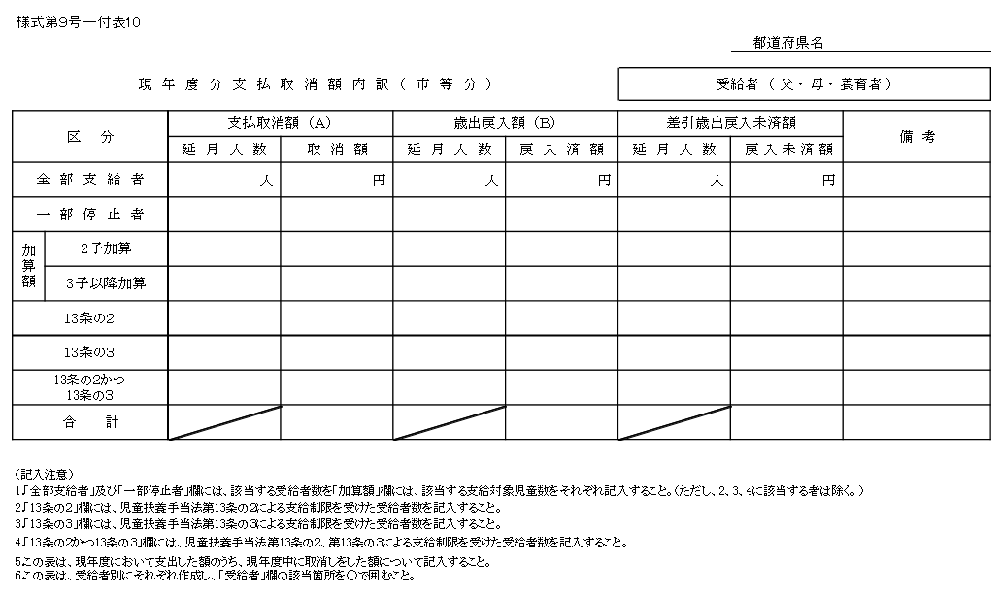 様式第9号―付表10
都道府県名
現年度分支払取消額内訳(市等分)
受給者(父・母・養育者)
区分 支払取消額(A) 歳出戻入額(B) 差引歳出戻入未済額 備考
延月人数 取消額 延月人数 戻入済額 延月人数 戻入未済額
全部支給者 人 円 人 円 人 円
一部停止者
加算額
2子加算
3子以降加算
13条の2
13条の3
13条の2かつ
13条の3
合計
(記入注意)
1.「全部支給者」及び「一部停止者」欄には、該当する受給者数を「加算額」欄には、該当する支給対象児童数をそれぞれ記入すること。(ただし、2、3、4に該当する者は除く。)
2.「13条の2」欄には、児童扶養手当法第13条の2による支給制限を受けた受給者数を記入すること。
3.「13条の3」欄には、児童扶養手当法第13条の3による支給制限を受けた受給者数を記入すること。
4.「13条の2かつ13条の3」欄には、児童扶養手当法第13条の2、第13条の3による支給制限を受けた受給者数を記入すること。
5.この表は、現年度において支出した額のうち、現年度中に取消しをした額について記入すること。
6.この表は、受給者別にそれぞれ作成し、「受給者」欄の該当箇所を○で囲むこと。